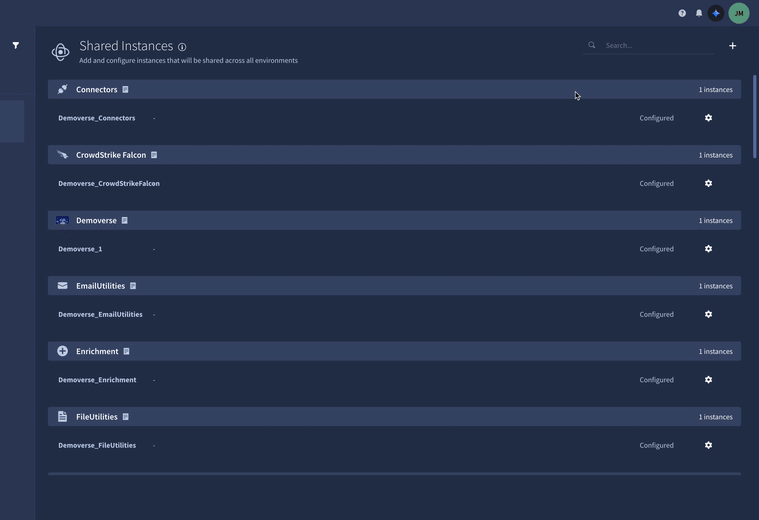 JM
Shared Instances
Search...
Add and configure instances that will be shared across all environments
Connectors 1 instances
Demoverse_Connectors - Configured
CrowdStrike Falcon 1 instances
Demoverse_CrowdStrikeFalcon Configured
Demoverse 1 instances
Demoverse_1 - Configured
EmailUtilities 1 instances
Demoverse_EmailUtilities - Configured
Enrichment 1 instances
Demoverse_Enrichment - Configured
FileUtilities 1 instances
Demoverse_FileUtilities - Configured